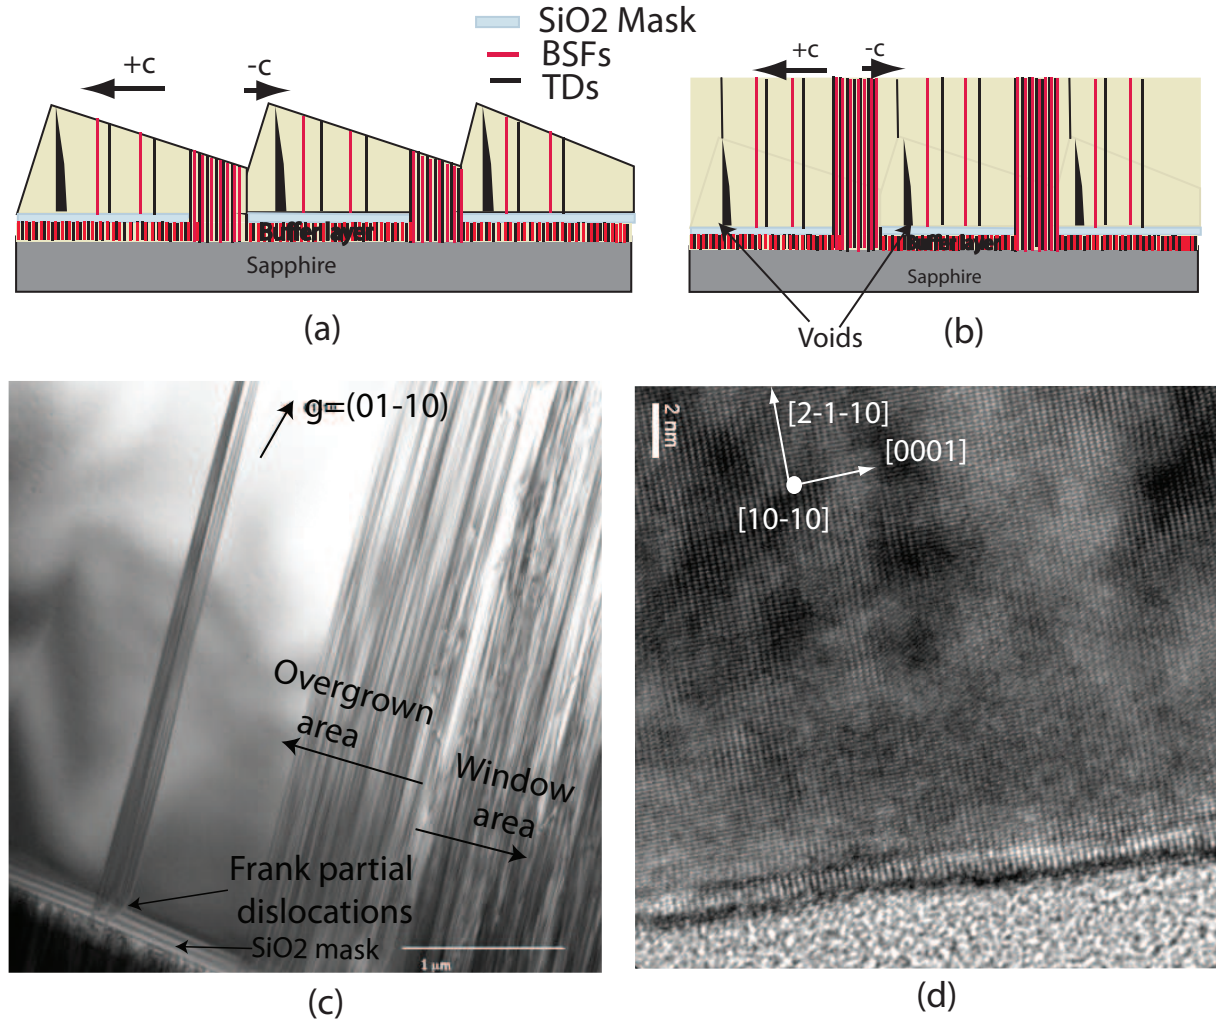 (a)
SiO2 Mask
BSFs
TDs
(b)
+c
-c
+c
-c
Buffer layer
Sapphire
Buffer layer
Sapphire
Voids
g=(01-10)
Overgrown
area
Window
area
Frank partial
dislocations
SiO2 mask
1 µm
(c)
2 nm
[2-1-10]
[0001]
[10-10]
(d)